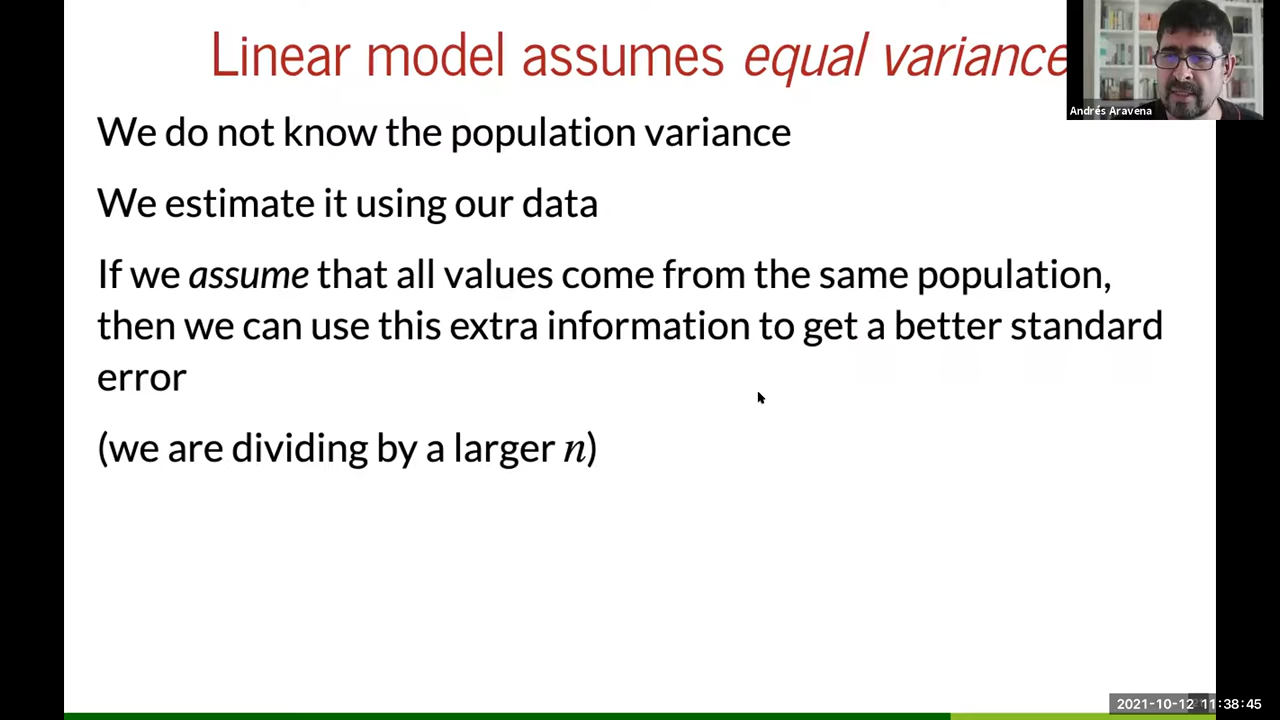 Linear model assumes equal variance
Andrés Aravena
We do not know the population variance
We estimate it using our data
If we assume that all values come from the same population,
then we can use this extra information to get a better standard
error
(we are dividing by a larger n)
2021-10-12 11:38:45